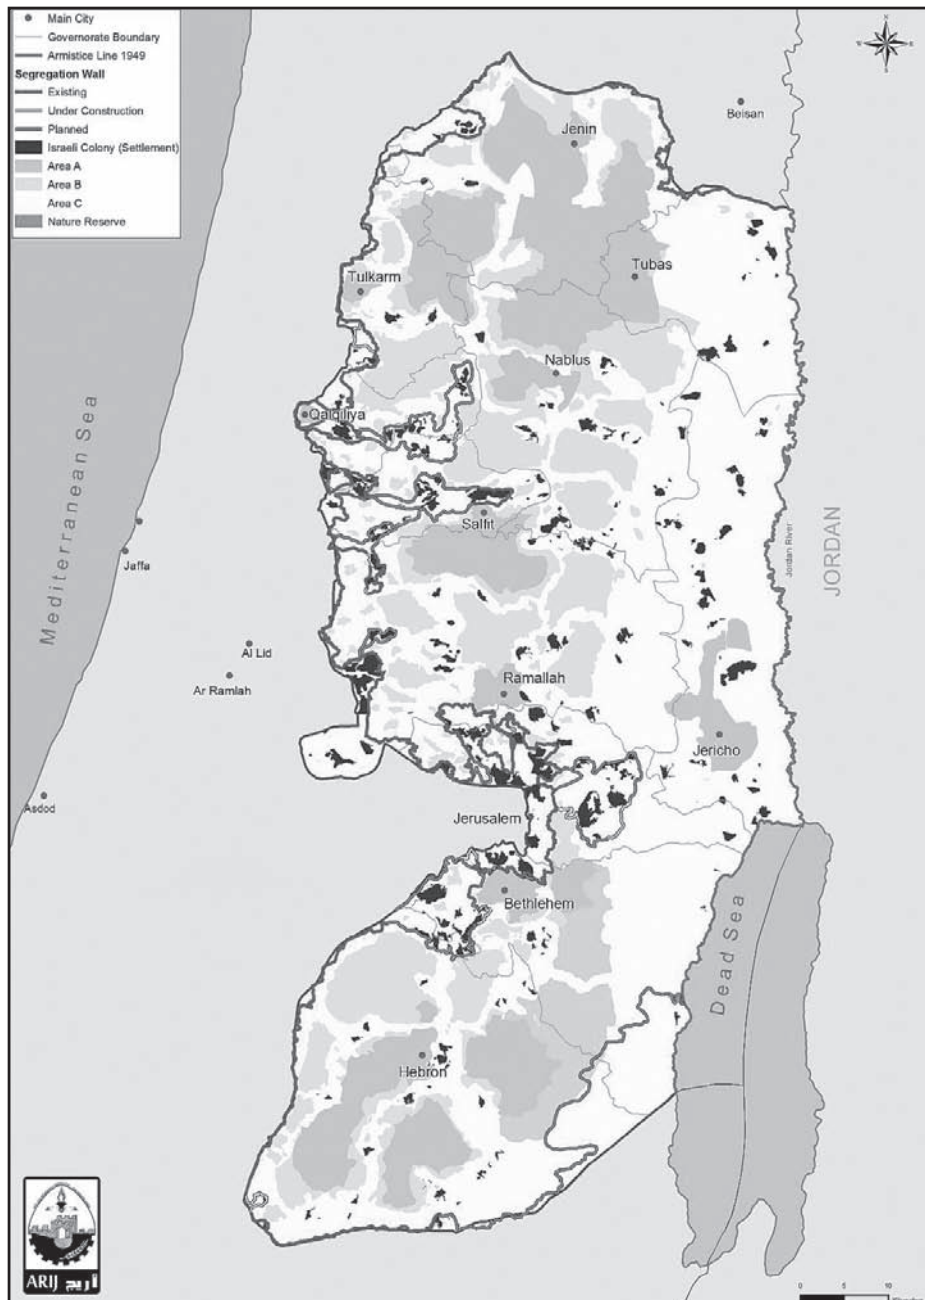 Main City
Governorate Boundary
Armistice Line 1949
Segregation Wall
Existing
Under Construction
Planned
Israeli Colony (Settlement)
Area A
Area B
Area C
Nature Reserve
N
W
E
S
Beisan
Jenin
Tubas
Tulkarm
Nablus
Qalqiliya
Mediterranean Sea
Salfit
Jordan River
JORDAN
Jaffa
Al Lid
Ar Ramlah
Ramallah
Jericho
Asdod
Jerusalem
Bethlehem
Dead Sea
Hebron
ARIJ أريج
0 5 10